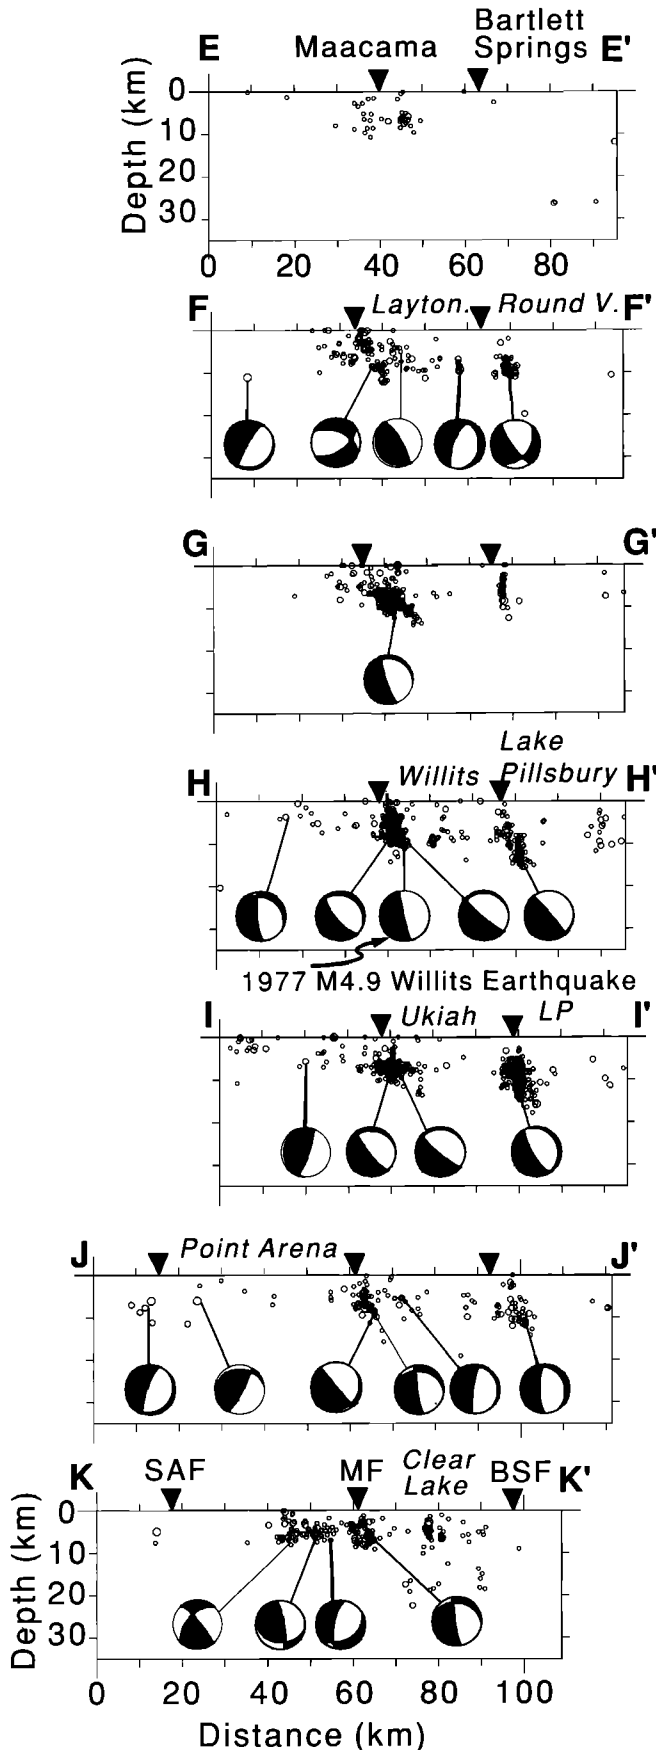 Bartlett
E Maacama Springs E'
Depth (km)
0
10
20
30
0 20 40 60 80
F Layton. Round V. F'
G G'
Lake
H Willits Pillsbury H'
1977 M4.9 Willits Earthquake
I Ukiah LP I'
J Point Arena J'
K SAF MF Clear Lake BSF K'
Depth (km)
0
10
20
30
0 20 40 60 80 100
Distance (km)